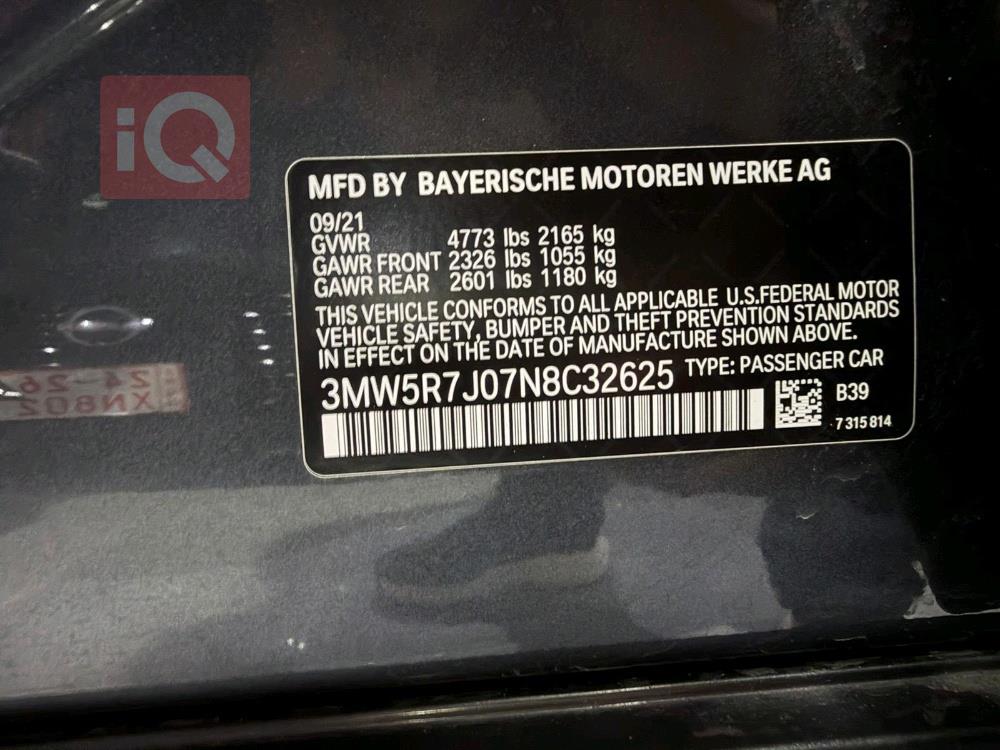 iQ
MFD BY BAYERISCHE MOTOREN WERKE AG
09/21
GVWR 4773 lbs 2165 kg
GAWR FRONT 2326 lbs 1055 kg
GAWR REAR 2601 lbs 1180 kg
THIS VEHICLE CONFORMS TO ALL APPLICABLE U.S.FEDERAL MOTOR
VEHICLE SAFETY, BUMPER AND THEFT PREVENTION STANDARDS
IN EFFECT ON THE DATE OF MANUFACTURE SHOWN ABOVE.
3MW5R7J07N8C32625 TYPE: PASSENGER CAR
B39
7 315 814